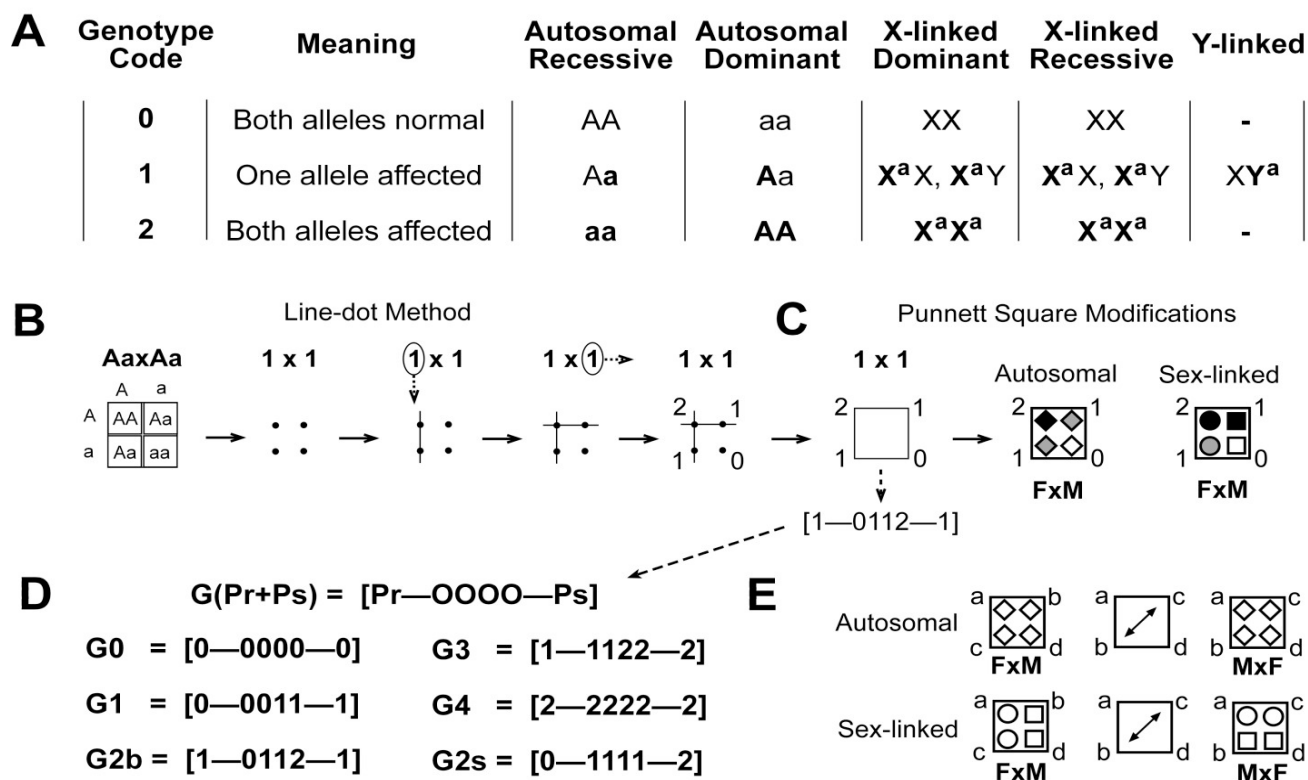 A
Genotype Code Meaning Autosomal Recessive Autosomal Dominant X-linked Dominant X-linked Recessive Y-linked
0 Both alleles normal AA aa XX XX -
1 One allele affected Aa Aa XᵃX, XᵃY XᵃX, XᵃY XYᵃ
2 Both alleles affected aa AA XᵃXᵃ XᵃXᵃ -
B Line-dot Method
AaxAa 1 x 1 1 x 1 1 x 1 1 x 1
A a
A AA Aa
a Aa aa
2 1
1 0
C Punnett Square Modifications
1 x 1 Autosomal Sex-linked
2 1 2 1 2 1
1 0 1 0 1 0
FxM FxM
[1—0112—1]
D G(Pr+Ps) = [Pr—OOOO—Ps]
G0 = [0—0000—0] G3 = [1—1122—2]
G1 = [0—0011—1] G4 = [2—2222—2]
G2b = [1—0112—1] G2s = [0—1111—2]
E
Autosomal
a b a c a c
c d b d b d
FxM MxF
Sex-linked
a b a c a c
c d b d b d
FxM MxF